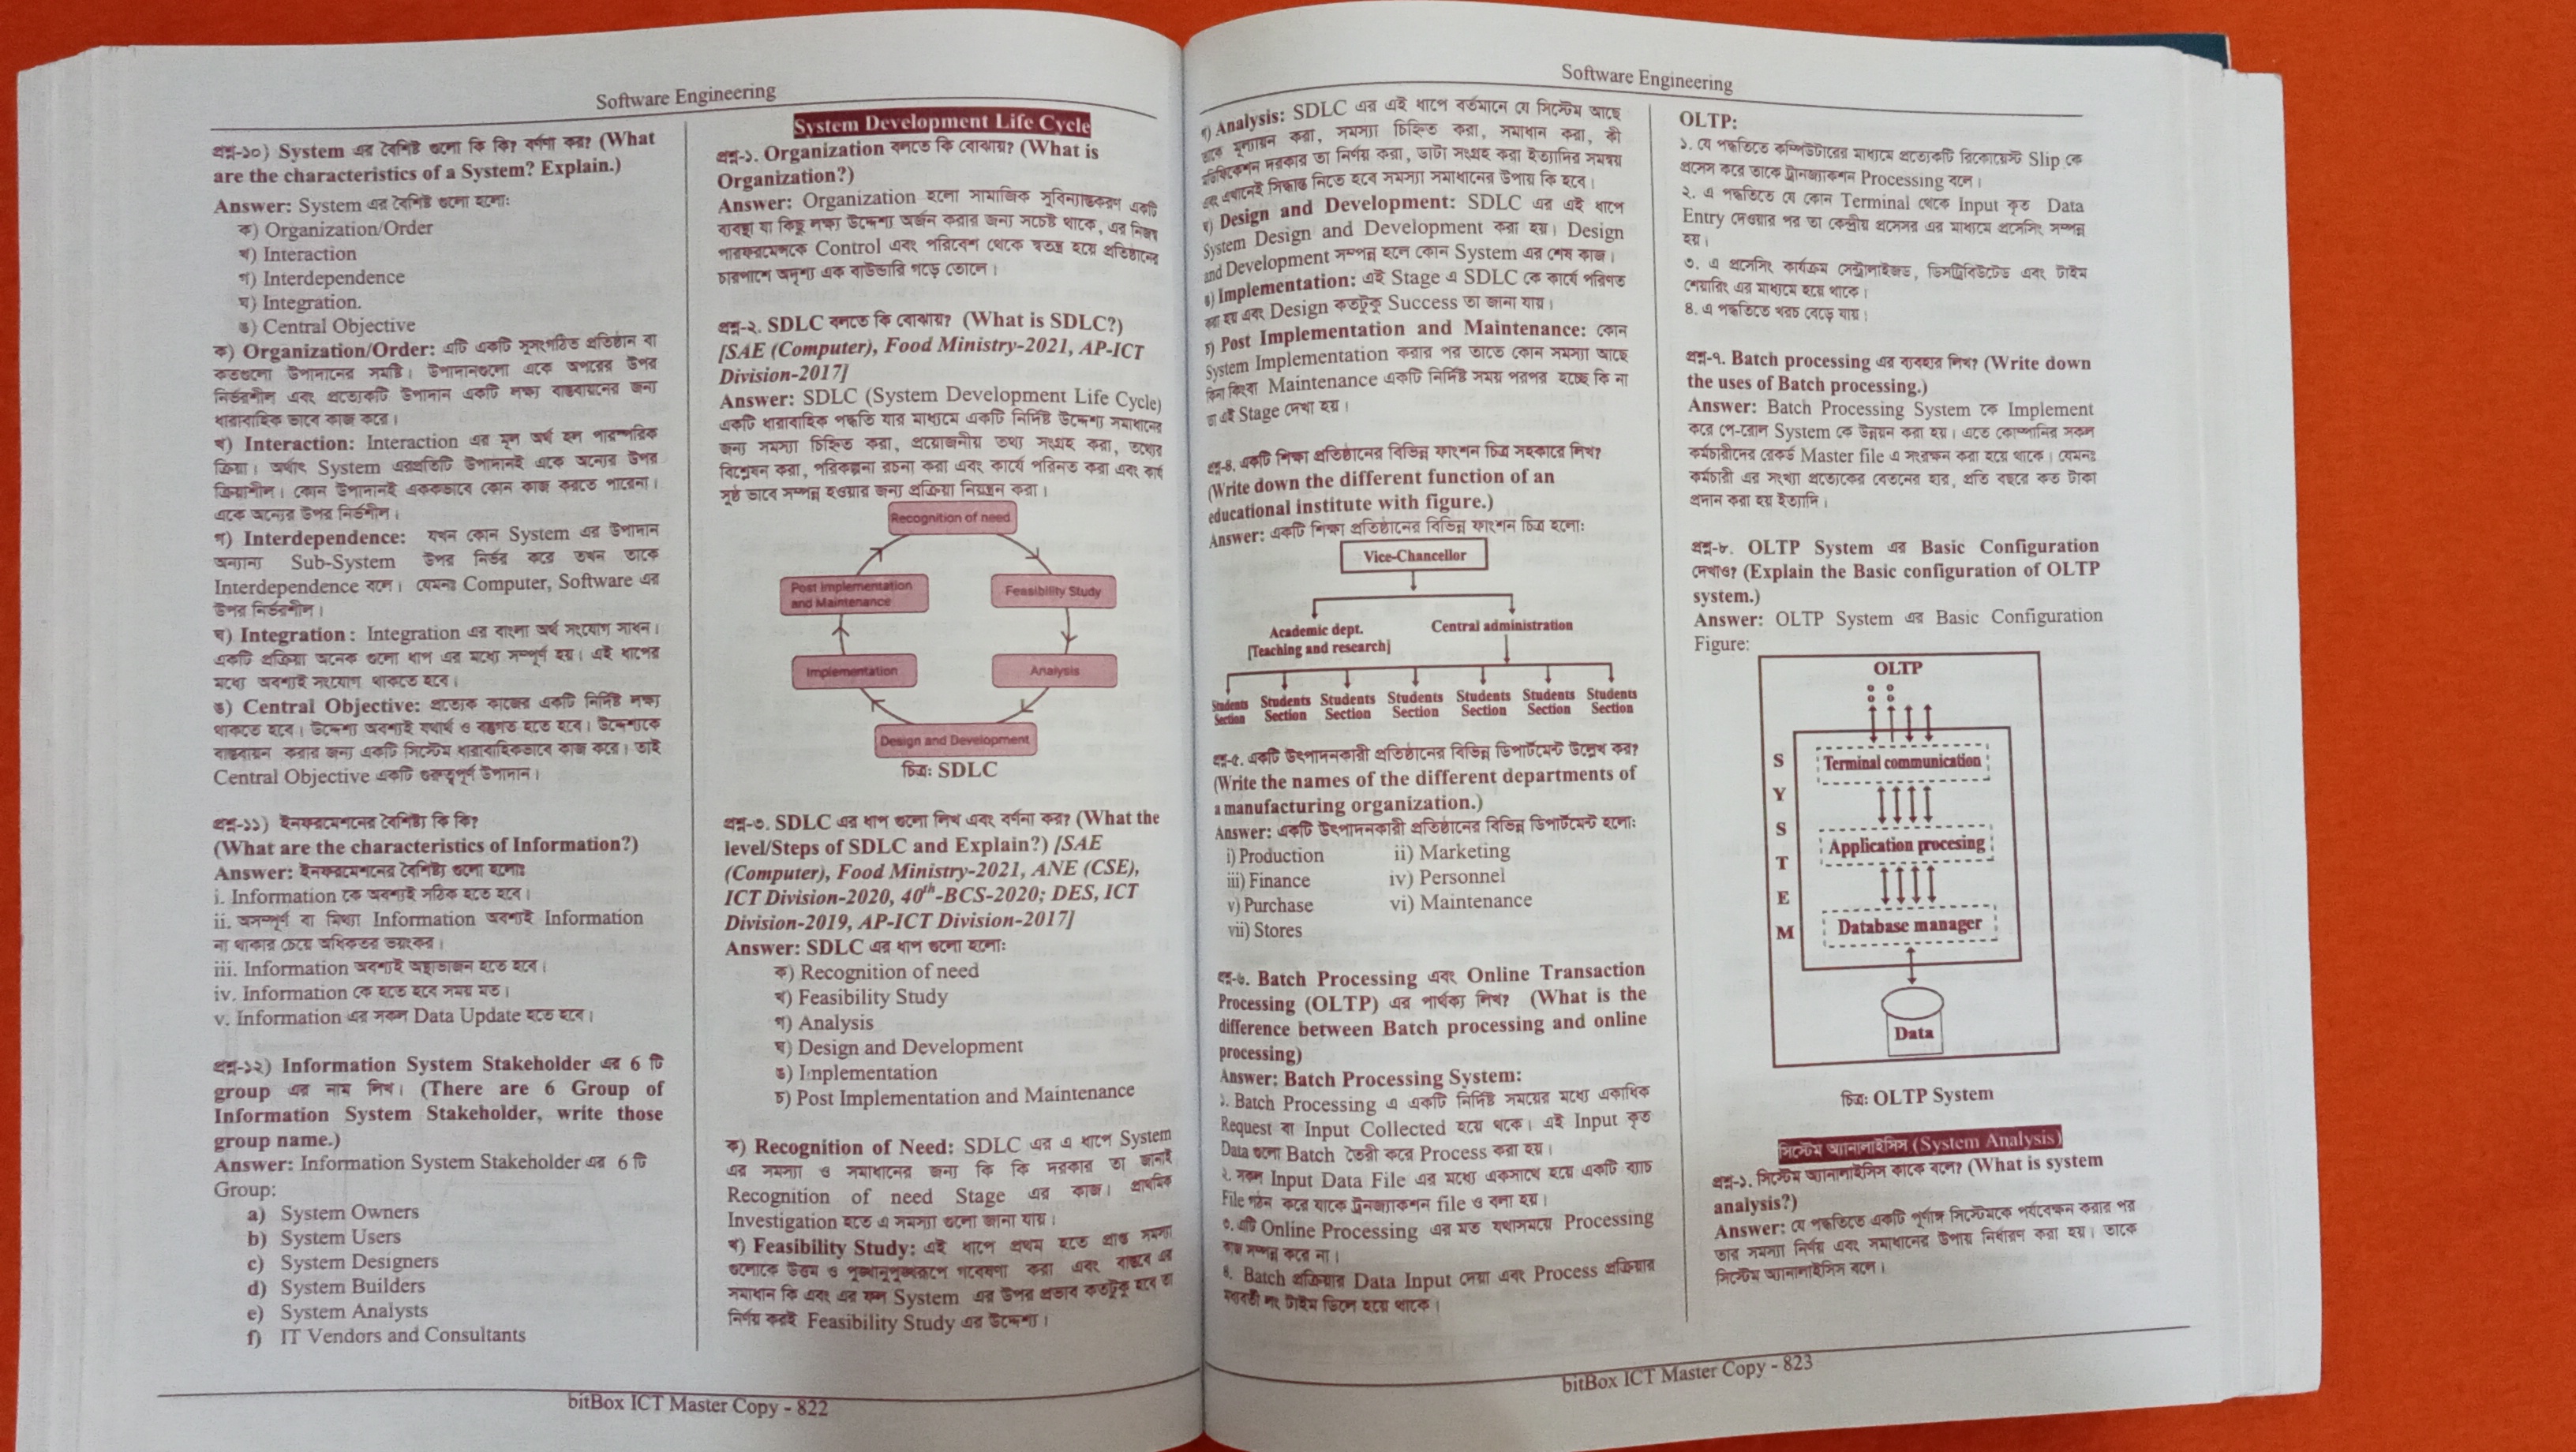 Software Engineering
প্রশ্ন-১০) System এর বৈশিষ্ট গুলো কি কি? বর্ণণা কর? (What
are the characteristics of a System? Explain.)
Answer: System এর বৈশিষ্ট গুলো হলো:
ক) Organization/Order
খ) Interaction
গ) Interdependence
ঘ) Integration.
ঙ) Central Objective
ক) Organization/Order: এটি একটি সুসংগঠিত প্রতিষ্ঠান বা
কতগুলো উপাদানের সমষ্টি। উপাদানগুলো একে অপরের উপর
নির্ভরশীল এবং প্রত্যেকটি উপাদান একটি লক্ষ্য বাস্তবায়নের জন্য
ধারাবাহিক ভাবে কাজ করে।
খ) Interaction: Interaction এর মূল অর্থ হল পারস্পরিক
ক্রিয়া। অর্থাৎ System এরপ্রতিটি উপাদানই একে অন্যের উপর
ক্রিয়াশীল। কোন উপাদানই এককভাবে কোন কাজ করতে পারেনা।
একে অন্যের উপর নির্ভশীল।
গ) Interdependence: যখন কোন System এর উপাদান
অন্যান্য Sub-System উপর নির্ভর করে তখন তাকে
Interdependence বলে। যেমনঃ Computer, Software এর
উপর নির্ভরশীল।
ঘ) Integration : Integration এর বাংলা অর্থ সংযোগ সাধন।
একটি প্রক্রিয়া অনেক গুলো ধাপ এর মধ্যে সম্পূর্ণ হয়। এই ধাপের
মধ্যে অবশ্যই সংযোগ থাকতে হবে।
ঙ) Central Objective: প্রত্যেক কাজের একটি নির্দিষ্ট লক্ষ্য
থাকতে হবে। উদ্দেশ্য অবশ্যই যথার্থ ও বস্তুগত হতে হবে। উদ্দেশ্যকে
বাস্তবায়ন করার জন্য একটি সিস্টেম ধারাবাহিকভাবে কাজ করে। তাই
Central Objective একটি গুরুত্বপূর্ণ উপাদান।
প্রশ্ন-১১) ইনফরমেশনের বৈশিষ্ট্য কি কি?
(What are the characteristics of Information?)
Answer: ইনফরমেশনের বৈশিষ্ট্য গুলো হলোঃ
i. Information কে অবশ্যই সঠিক হতে হবে।
ii. অসম্পূর্ণ বা মিথ্যা Information অবশ্যই Information
না থাকার চেয়ে অধিকতর ভয়ংকর।
iii. Information অবশ্যই অস্থাভাজন হতে হবে।
iv. Information কে হতে হবে সময় মত।
v. Information এর সকল Data Update হতে হবে।
প্রশ্ন-১২) Information System Stakeholder এর 6 টি
group এর নাম লিখ। (There are 6 Group of
Information System Stakeholder, write those
group name.)
Answer: Information System Stakeholder এর 6 টি
Group:
a) System Owners
b) System Users
c) System Designers
d) System Builders
e) System Analysts
f) IT Vendors and Consultants
System Development Life Cycle
প্রশ্ন-১. Organization বলতে কি বোঝায়? (What is
Organization?)
Answer: Organization হলো সামাজিক সুবিন্যাস্তকরণ একটি
ব্যবস্থা যা কিছু লক্ষ্য উদ্দেশ্য অর্জন করার জন্য সচেষ্ট থাকে, এর নিজস্ব
পারফরমেন্সকে Control এবং পরিবেশ থেকে স্বতন্ত্র হয়ে প্রতিষ্ঠানের
চারপাশে অদৃশ্য এক বাউন্ডারি গড়ে তোলে।
প্রশ্ন-২. SDLC বলতে কি বোঝায়? (What is SDLC?)
[SAE (Computer), Food Ministry-2021, AP-ICT
Division-2017]
Answer: SDLC (System Development Life Cycle)
একটি ধারাবাহিক পদ্ধতি যার মাধ্যমে একটি নির্দিষ্ট উদ্দেশ্য সমাধানের
জন্য সমস্যা চিহ্নিত করা, প্রয়োজনীয় তথ্য সংগ্রহ করা, তথ্যের
বিশ্লেষন করা, পরিকল্পনা রচনা করা এবং কার্যে পরিনত করা এবং কার্য
সুষ্ঠ ভাবে সম্পন্ন হওয়ার জন্য প্রক্রিয়া নিয়ন্ত্রন করা।
Recognition of need
Post Implementation
and Maintenance
Feasibility Study
Implementation
Analysis
Design and Development
চিত্র: SDLC
প্রশ্ন-৩. SDLC এর ধাপ গুলো লিখ এবং বর্ণনা কর? (What the
level/Steps of SDLC and Explain?) [SAE
(Computer), Food Ministry-2021, ANE (CSE),
ICT Division-2020, 40th-BCS-2020; DES, ICT
Division-2019, AP-ICT Division-2017]
Answer: SDLC এর ধাপ গুলো হলো:
ক) Recognition of need
খ) Feasibility Study
গ) Analysis
ঘ) Design and Development
ঙ) Implementation
চ) Post Implementation and Maintenance
ক) Recognition of Need: SDLC এর এ ধাপে System
এর সমস্যা ও সমাধানের জন্য কি কি দরকার তা জানাই
Recognition of need Stage এর কাজ। প্রাথমিক
Investigation হতে এ সমস্যা গুলো জানা যায়।
খ) Feasibility Study: এই ধাপে প্রথম হতে প্রাপ্ত সমস্যা
গুলোকে উত্তম ও পুঙ্খানুপুঙ্খরূপে গবেষণা করা এবং বাস্তবে এর
সমাধান কি এবং এর ফল System এর উপর প্রভাব কতটুকু হবে তা
নির্ণয় করাই Feasibility Study এর উদ্দেশ্য।
bitBox ICT Master Copy - 822
Software Engineering
গ) Analysis: SDLC এর এই ধাপে বর্তমানে যে সিস্টেম আছে
তাকে মূল্যায়ন করা, সমস্যা চিহ্নিত করা, সমাধান করা, কী
মডিফিকেশন দরকার তা নির্ণয় করা, ডাটা সংগ্রহ করা ইত্যাদির সমন্বয়
এবং এখানেই সিদ্ধান্ত নিতে হবে সমস্যা সমাধানের উপায় কি হবে।
ঘ) Design and Development: SDLC এর এই ধাপে
System Design and Development করা হয়। Design
and Development সম্পন্ন হলে কোন System এর শেষ কাজ।
ঙ) Implementation: এই Stage এ SDLC কে কার্যে পরিণত
করা হয় এবং Design কতটুকু Success তা জানা যায়।
চ) Post Implementation and Maintenance: কোন
System Implementation করার পর তাতে কোন সমস্যা আছে
কিনা কিংবা Maintenance একটি নির্দিষ্ট সময় পরপর হচ্ছে কি না
তা এই Stage দেখা হয়।
প্রশ্ন-৪. একটি শিক্ষা প্রতিষ্ঠানের বিভিন্ন ফাংশন চিত্র সহকারে লিখ?
(Write down the different function of an
educational institute with figure.)
Answer: একটি শিক্ষা প্রতিষ্ঠানের বিভিন্ন ফাংশন চিত্র হলো:
Vice-Chancellor
Academic dept.
[Teaching and research]
Central administration
Students Students Students Students Students Students Students
Section Section Section Section Section Section Section
প্রশ্ন-৫. একটি উৎপাদনকারী প্রতিষ্ঠানের বিভিন্ন ডিপার্টমেন্ট উল্লেখ কর?
(Write the names of the different departments of
a manufacturing organization.)
Answer: একটি উৎপাদনকারী প্রতিষ্ঠানের বিভিন্ন ডিপার্টমেন্ট হলো:
i) Production ii) Marketing
iii) Finance iv) Personnel
v) Purchase vi) Maintenance
vii) Stores
প্রশ্ন-৬. Batch Processing এবং Online Transaction
Processing (OLTP) এর পার্থক্য লিখ? (What is the
difference between Batch processing and online
processing)
Answer: Batch Processing System:
১. Batch Processing এ একটি নির্দিষ্ট সময়ের মধ্যে একাধিক
Request বা Input Collected হয়ে থকে। এই Input কৃত
Data গুলো Batch তৈরী করে Process করা হয়।
২. সকল Input Data File এর মধ্যে একসাথে হয়ে একটি ব্যাচ
File গঠন করে যাকে ট্রানজ্যাকশন file ও বলা হয়।
৩. এটি Online Processing এর মত যথাসময়ে Processing
কাজ সম্পন্ন করে না।
৪. Batch প্রক্রিয়ার Data Input দেয়া এবং Process প্রক্রিয়ার
মধ্যবর্তী লং টাইম ডিলে হয়ে থাকে।
OLTP:
১. যে পদ্ধতিতে কম্পিউটারের মাধ্যমে প্রত্যেকটি রিকোয়েস্ট Slip কে
প্রসেস করে তাকে ট্রানজ্যাকশন Processing বলে।
২. এ পদ্ধতিতে যে কোন Terminal থেকে Input কৃত Data
Entry দেওয়ার পর তা কেন্দ্রীয় প্রসেসর এর মাধ্যমে প্রসেসিং সম্পন্ন
হয়।
৩. এ প্রসেসিং কার্যক্রম সেন্ট্রালাইজড, ডিসট্রিবিউটেড এবং টাইম
শেয়ারিং এর মাধ্যমে হয়ে থাকে।
৪. এ পদ্ধতিতে খরচ বেড়ে যায়।
প্রশ্ন-৭. Batch processing এর ব্যবহার লিখ? (Write down
the uses of Batch processing.)
Answer: Batch Processing System কে Implement
করে পে-রোল System কে উন্নয়ন করা হয়। এতে কোম্পানির সকল
কর্মচারীদের রেকর্ড Master file এ সংরক্ষন করা হয়ে থাকে। যেমনঃ
কর্মচারী এর সংখ্যা প্রত্যেকের বেতনের হার, প্রতি বছরে কত টাকা
প্রদান করা হয় ইত্যাদি।
প্রশ্ন-৮. OLTP System এর Basic Configuration
দেখাও? (Explain the Basic configuration of OLTP
system.)
Answer: OLTP System এর Basic Configuration
Figure:
OLTP
SYSTEM
Terminal communication
Application procesing
Database manager
Data
চিত্র: OLTP System
সিস্টেম অ্যানালাইসিস (System Analysis)
প্রশ্ন-১. সিস্টেম অ্যানালাইসিস কাকে বলে? (What is system
analysis?)
Answer: যে পদ্ধতিতে একটি পূর্ণাঙ্গ সিস্টেমকে পর্যবেক্ষন করার পর
তার সমস্যা নির্ণয় এবং সমাধানের উপায় নির্ধারণ করা হয়। তাকে
সিস্টেম অ্যানালাইসিস বলে।
bitBox ICT Master Copy - 823